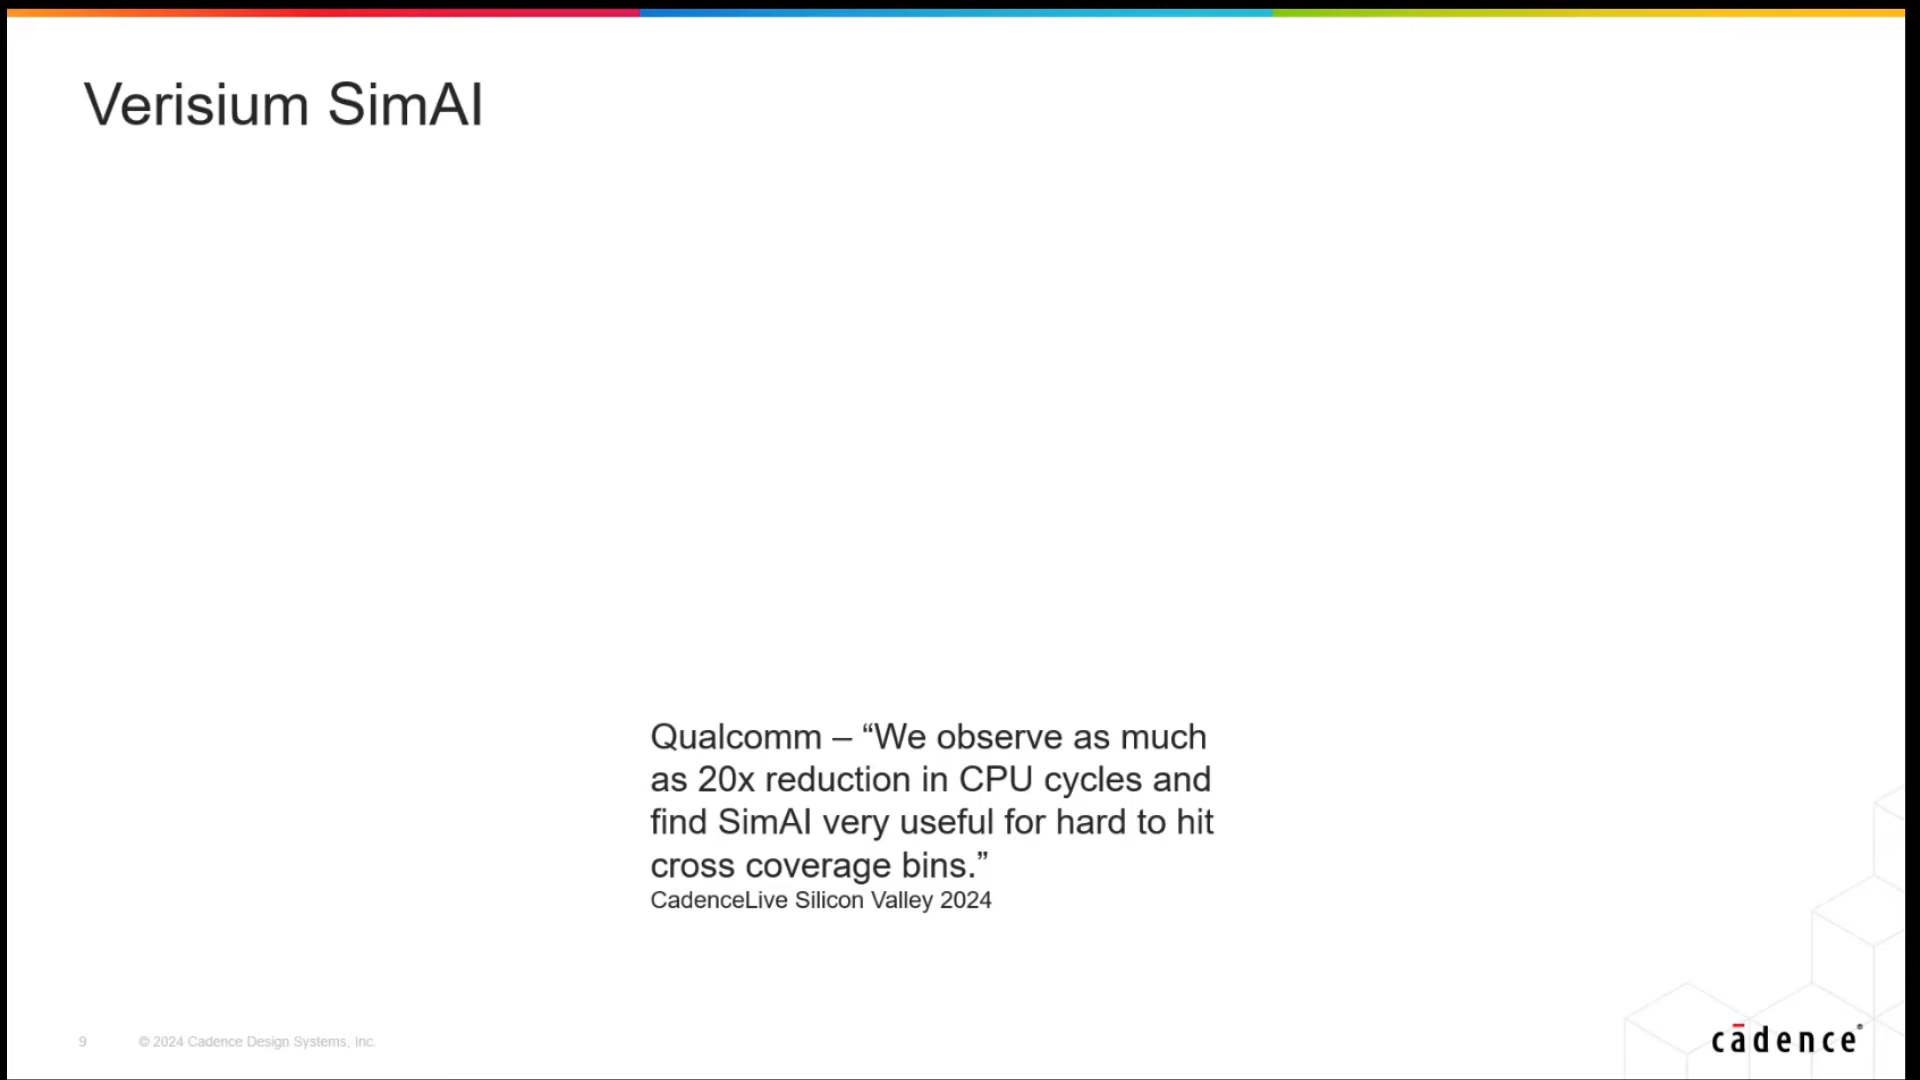 Verisium SimAI
Qualcomm – “We observe as much
as 20x reduction in CPU cycles and
find SimAI very useful for hard to hit
cross coverage bins.”
CadenceLive Silicon Valley 2024
9
© 2024 Cadence Design Systems, Inc.
cādence®